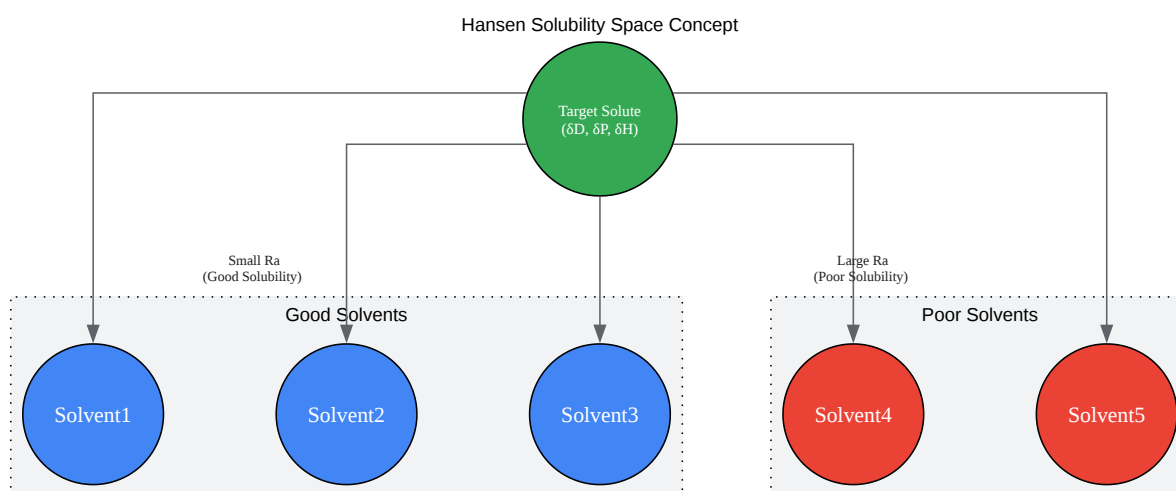 Hansen Solubility Space Concept
Target Solute
(δD, δP, δH)
Small Ra
(Good Solubility)
Large Ra
(Poor Solubility)
Good Solvents
Poor Solvents
Solvent1
Solvent2
Solvent3
Solvent4
Solvent5